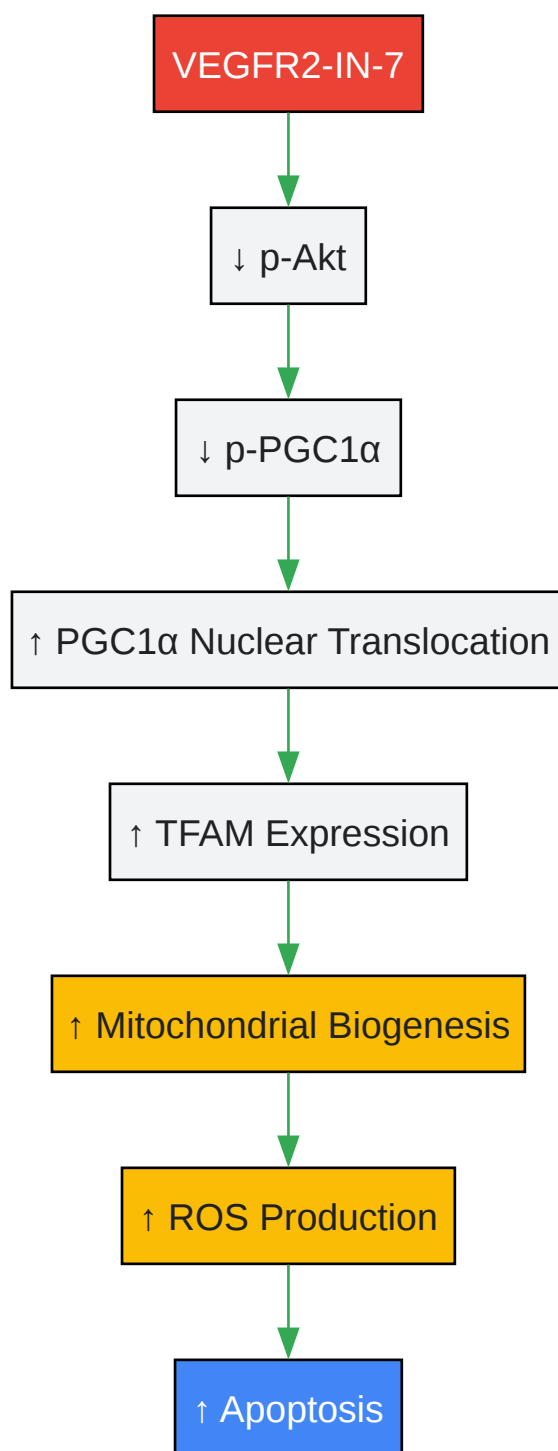 VEGFR2-IN-7
↓ p-Akt
↓ p-PGC1α
↑ PGC1α Nuclear Translocation
↑ TFAM Expression
↑ Mitochondrial Biogenesis
↑ ROS Production
↑ Apoptosis